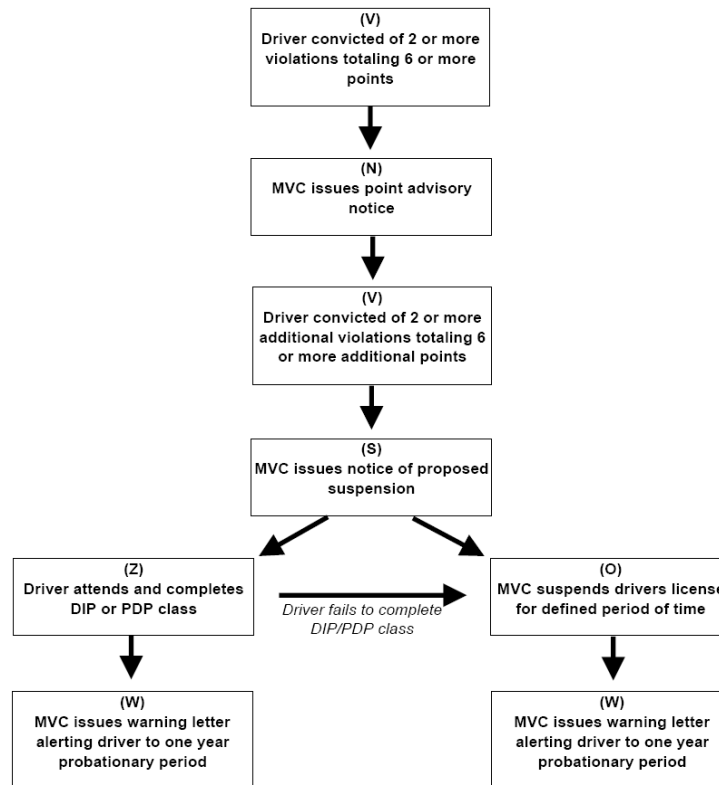 (V)
Driver convicted of 2 or more
violations totaling 6 or more
points
(N)
MVC issues point advisory
notice
(V)
Driver convicted of 2 or more
additional violations totaling 6
or more additional points
(S)
MVC issues notice of proposed
suspension
(Z)
Driver attends and completes
DIP or PDP class
Driver fails to complete
DIP/PDP class
(O)
MVC suspends drivers license
for defined period of time
(W)
MVC issues warning letter
alerting driver to one year
probationary period
(W)
MVC issues warning letter
alerting driver to one year
probationary period